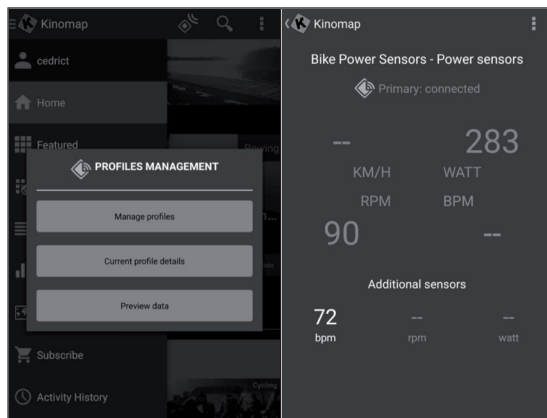 Kinomap
cedrict
Home
Featured
Rowing
PROFILES MANAGEMENT
Manage profiles
Current profile details
Preview data
Subscribe
Cycling
Activity History
Kinomap
Bike Power Sensors - Power sensors
Primary: connected
-- 283
KM/H WATT
RPM BPM
90 --
Additional sensors
72 -- --
bpm rpm watt